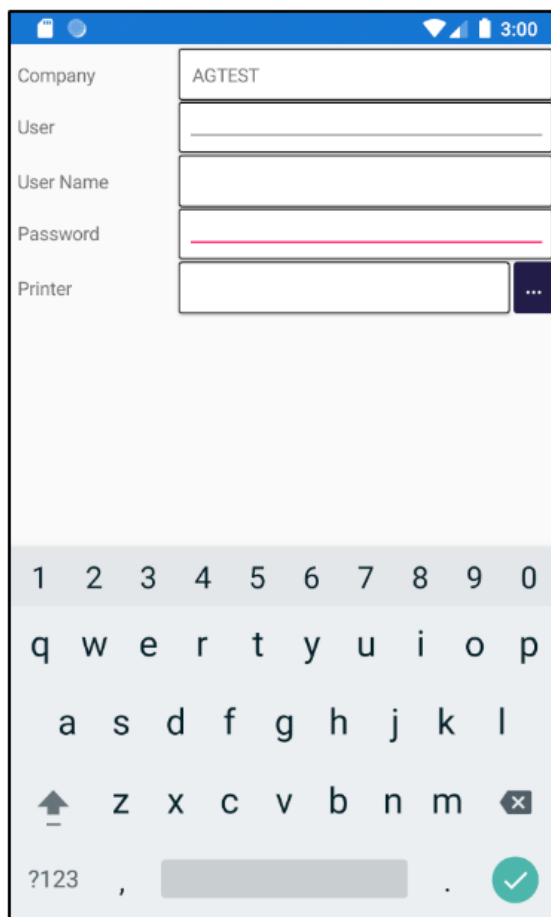 3:00
Company AGTEST
User
User Name
Password
Printer ...
1 2 3 4 5 6 7 8 9 0
q w e r t y u i o p
a s d f g h j k l
z x c v b n m
?123 , .